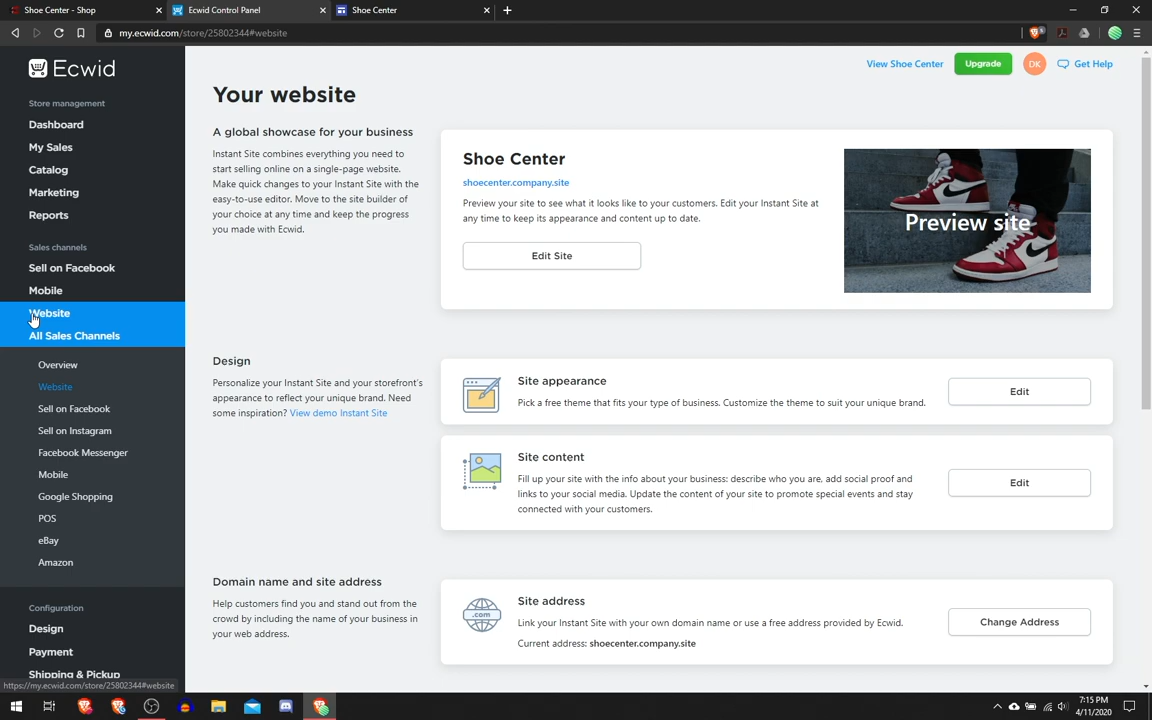 Shoe Center - Shop
Ecwid Control Panel
Shoe Center
my.ecwid.com/store/25802344#website
Ecwid
View Shoe Center
Upgrade
DK
Get Help
Store management
Dashboard
My Sales
Catalog
Marketing
Reports
Sales channels
Sell on Facebook
Mobile
Website
All Sales Channels
Overview
Website
Sell on Facebook
Sell on Instagram
Facebook Messenger
Mobile
Google Shopping
POS
eBay
Amazon
Configuration
Design
Payment
Shipping & Pickup
https://my.ecwid.com/store/25802344#website
Your website
A global showcase for your business
Instant Site combines everything you need to
start selling online on a single-page website.
Make quick changes to your Instant Site with the
easy-to-use editor. Move to the site builder of
your choice at any time and keep the progress
you made with Ecwid.
Shoe Center
shoecenter.company.site
Preview your site to see what it looks like to your customers. Edit your Instant Site at
any time to keep its appearance and content up to date.
Edit Site
Preview site
Design
Personalize your Instant Site and your storefront's
appearance to reflect your unique brand. Need
some inspiration? View demo Instant Site
Site appearance
Pick a free theme that fits your type of business. Customize the theme to suit your unique brand.
Edit
Site content
Fill up your site with the info about your business: describe who you are, add social proof and
links to your social media. Update the content of your site to promote special events and stay
connected with your customers.
Edit
Domain name and site address
Help customers find you and stand out from the
crowd by including the name of your business in
your web address.
.com
Site address
Link your Instant Site with your own domain name or use a free address provided by Ecwid.
Current address: shoecenter.company.site
Change Address
7:15 PM
4/11/2020